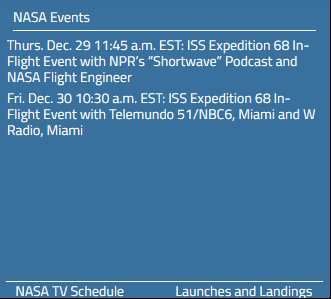 NASA Events
Thurs. Dec. 29 11:45 a.m. EST: ISS Expedition 68 In-
Flight Event with NPR's "Shortwave" Podcast and
NASA Flight Engineer
Fri. Dec. 30 10:30 a.m. EST: ISS Expedition 68 In-
Flight Event with Telemundo 51/NBC6, Miami and W
Radio, Miami
NASA TV Schedule Launches and Landings